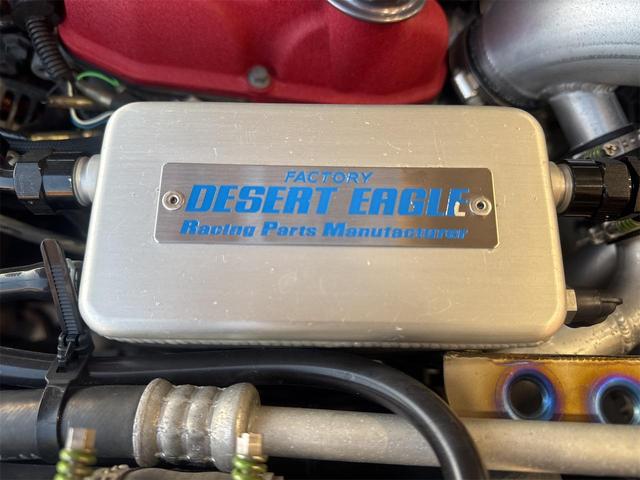 FACTORY
DESERT EAGLE
Racing Parts Manufacturer